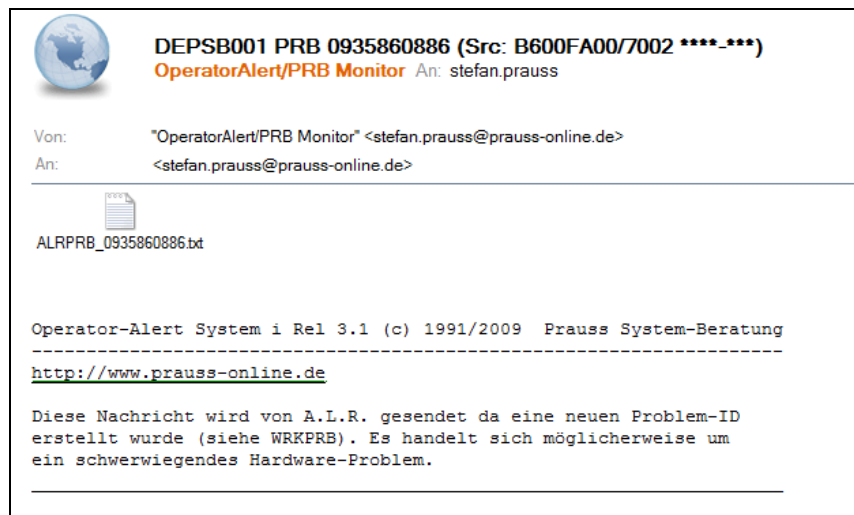 DEPSB001 PRB 0935860886 (Src: B600FA00/7002 ****-***)
OperatorAlert/PRB Monitor An: stefan.prauss
Von: "OperatorAlert/PRB Monitor" <stefan.prauss@prauss-online.de>
An: <stefan.prauss@prauss-online.de>
ALRPRB_0935860886.txt
Operator-Alert System i Rel 3.1 (c) 1991/2009 Prauss System-Beratung
--------------------------------------------------------------------
http://www.prauss-online.de
Diese Nachricht wird von A.L.R. gesendet da eine neuen Problem-ID
erstellt wurde (siehe WRKPRB). Es handelt sich möglicherweise um
ein schwerwiegendes Hardware-Problem.